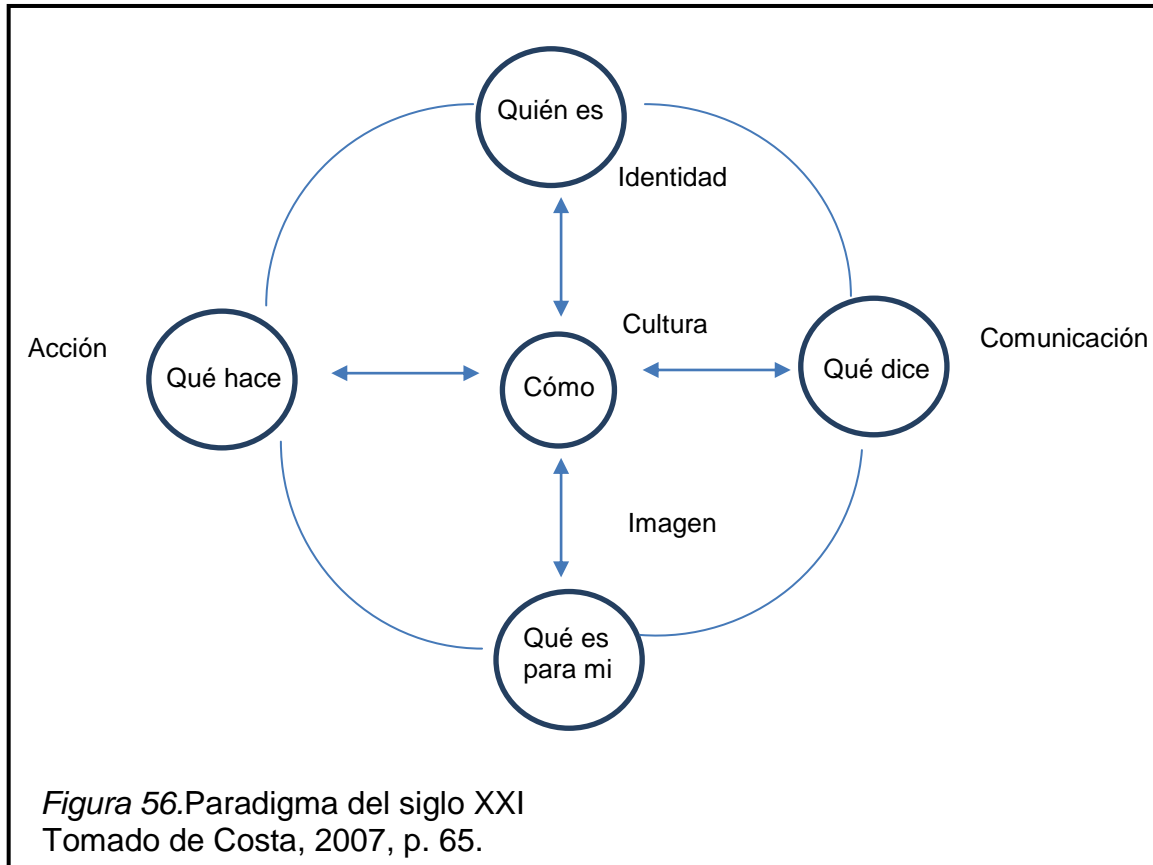 Quién es
Identidad
Cultura
Acción
Comunicación
Qué hace
Cómo
Qué dice
Imagen
Qué es
para mi
Figura 56.Paradigma del siglo XXI
Tomado de Costa, 2007, p. 65.